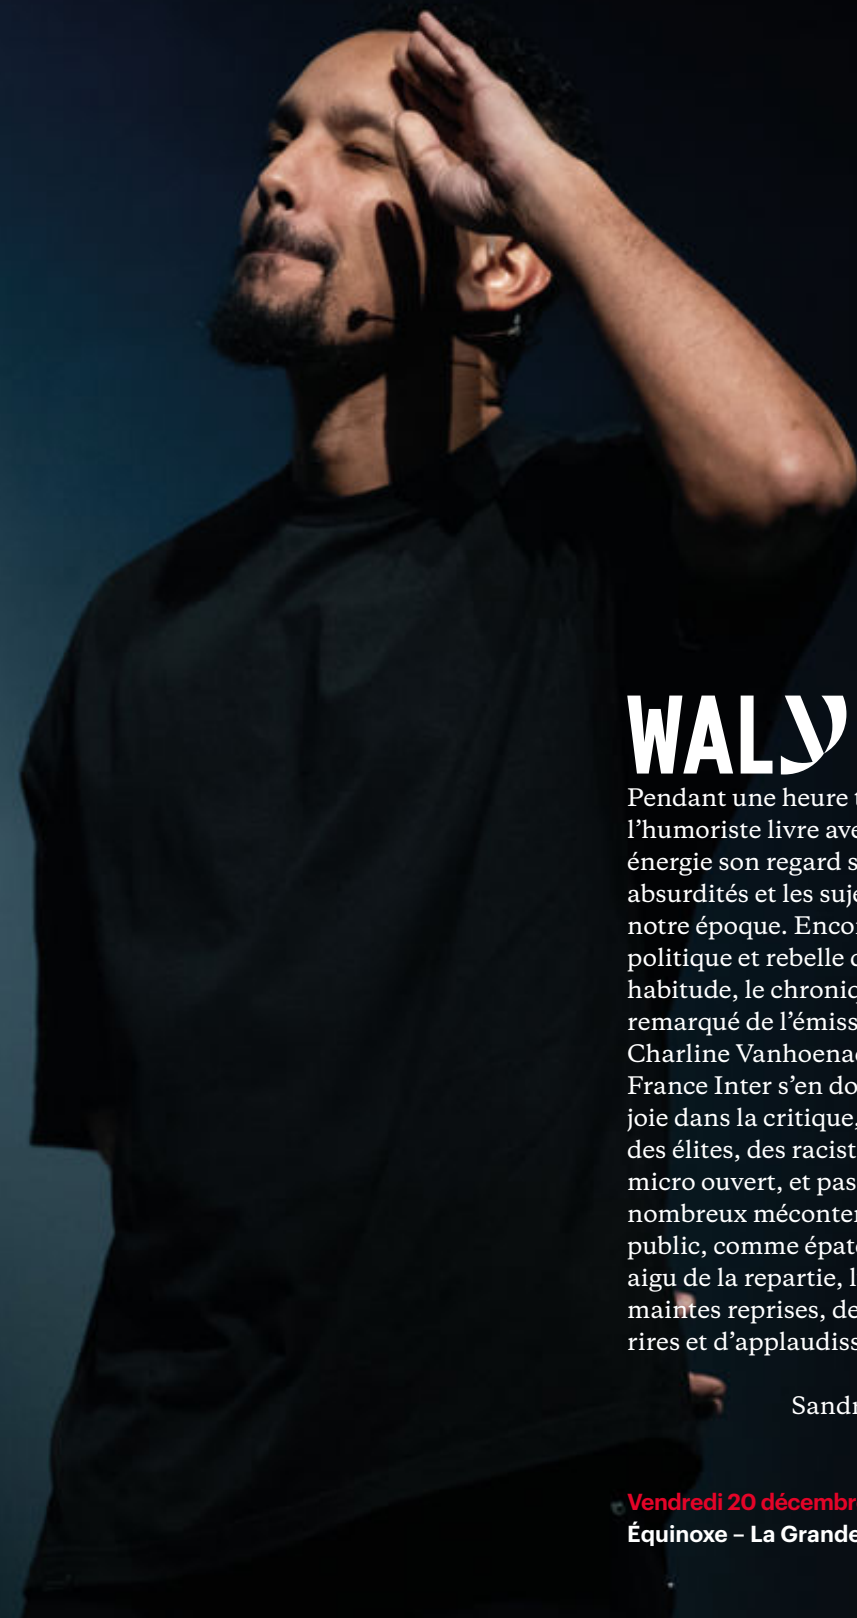 WALY
Pendant une heure t
l’humoriste livre ave
énergie son regard s
absurdités et les suje
notre époque. Encor
politique et rebelle d
habitude, le chroniq
remarqué de l’émiss
Charline Vanhoenac
France Inter s’en do
joie dans la critique,
des élites, des racist
micro ouvert, et pas
nombreux méconten
public, comme épate
aigu de la repartie, l
maintes reprises, de
rires et d’applaudiss
Sandr
Vendredi 20 décembr
Équinoxe – La Grande